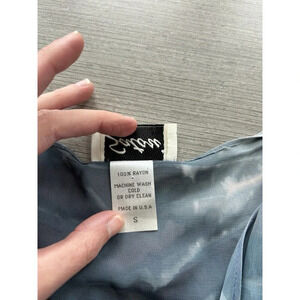 100% RAYON
MACHINE WASH
COLD
OR DRY CLEAN
MADE IN U.S.A
S